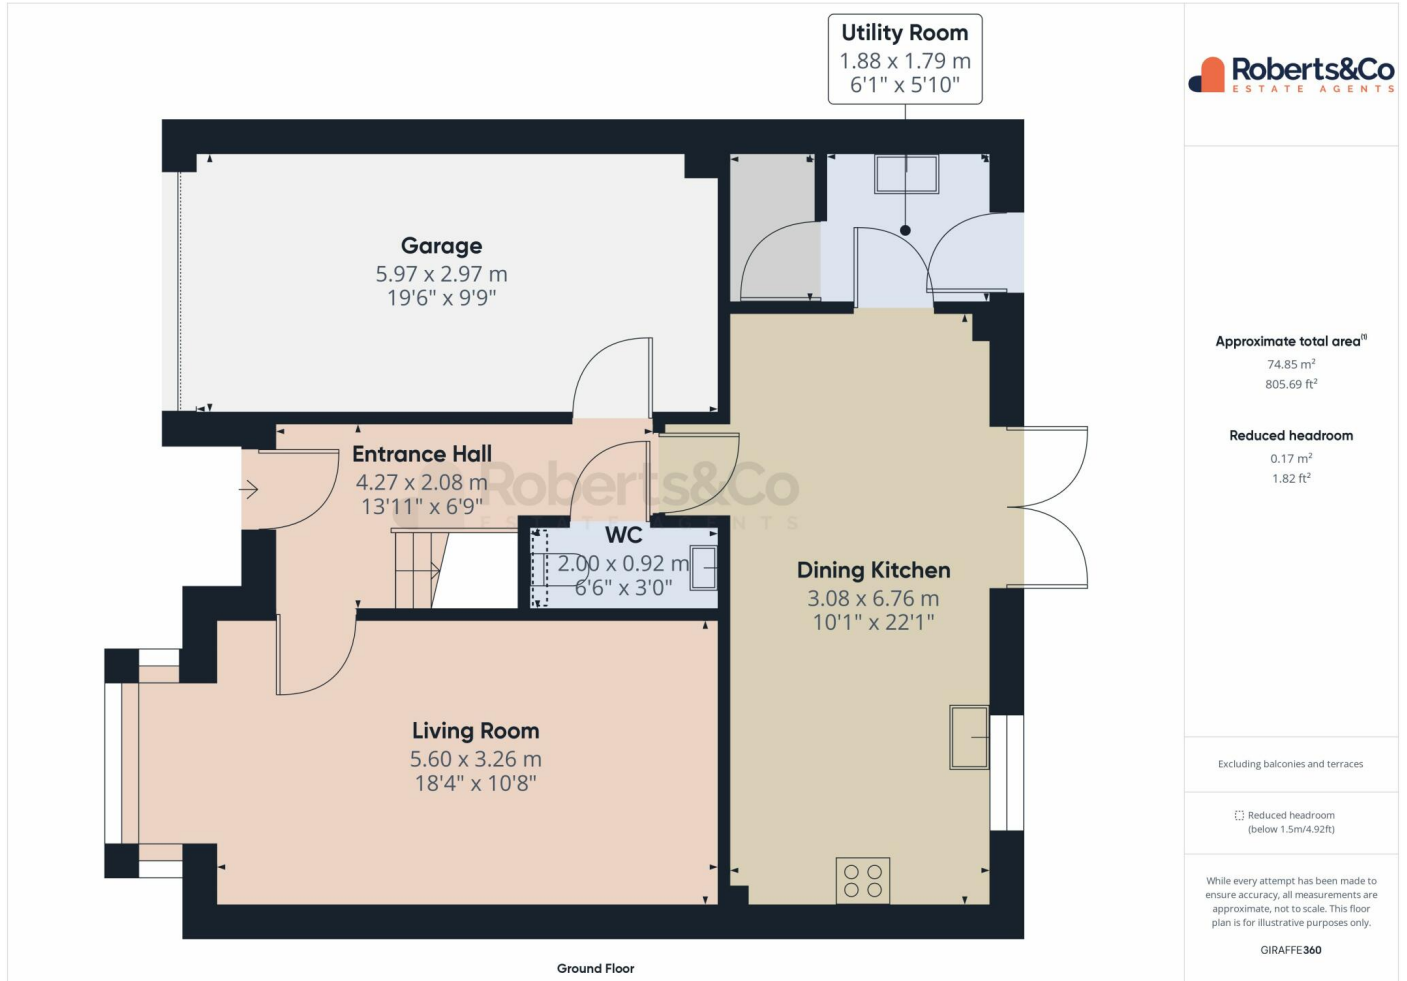 Utility Room
1.88 x 1.79 m
6'1" x 5'10"
Garage
5.97 x 2.97 m
19'6" x 9'9"
Entrance Hall
4.27 x 2.08 m
13'11" x 6'9"
WC
2.00 x 0.92 m
6'6" x 3'0"
Dining Kitchen
3.08 x 6.76 m
10'1" x 22'1"
Living Room
5.60 x 3.26 m
18'4" x 10'8"
Roberts&Co
ESTATE AGENTS
Ground Floor
Roberts&Co
ESTATE AGENTS
Approximate total area(1)
74.85 m²
805.69 ft²
Reduced headroom
0.17 m²
1.82 ft²
Excluding balconies and terraces
Reduced headroom
(below 1.5m/4.92ft)
While every attempt has been made to
ensure accuracy, all measurements are
approximate, not to scale. This floor
plan is for illustrative purposes only.
GIRAFFE360